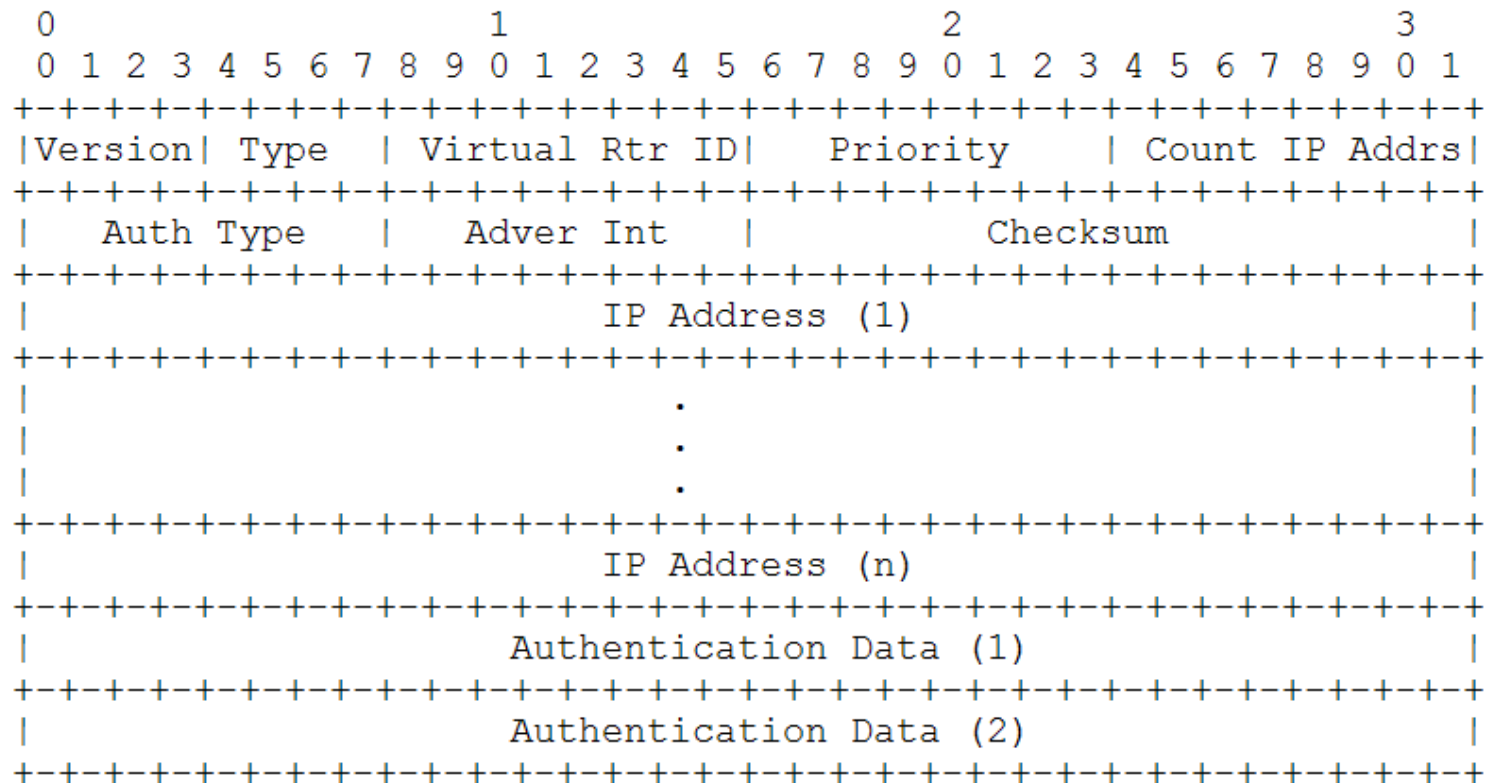 0                   1                   2                   3
 0 1 2 3 4 5 6 7 8 9 0 1 2 3 4 5 6 7 8 9 0 1 2 3 4 5 6 7 8 9 0 1
+-+-+-+-+-+-+-+-+-+-+-+-+-+-+-+-+-+-+-+-+-+-+-+-+-+-+-+-+-+-+-+-+
|Version| Type  | Virtual Rtr ID|   Priority    | Count IP Addrs|
+-+-+-+-+-+-+-+-+-+-+-+-+-+-+-+-+-+-+-+-+-+-+-+-+-+-+-+-+-+-+-+-+
|   Auth Type   |   Adver Int   |          Checksum             |
+-+-+-+-+-+-+-+-+-+-+-+-+-+-+-+-+-+-+-+-+-+-+-+-+-+-+-+-+-+-+-+-+
|                         IP Address (1)                        |
+-+-+-+-+-+-+-+-+-+-+-+-+-+-+-+-+-+-+-+-+-+-+-+-+-+-+-+-+-+-+-+-+
|                            .                                  |
|                            .                                  |
|                            .                                  |
+-+-+-+-+-+-+-+-+-+-+-+-+-+-+-+-+-+-+-+-+-+-+-+-+-+-+-+-+-+-+-+-+
|                         IP Address (n)                        |
+-+-+-+-+-+-+-+-+-+-+-+-+-+-+-+-+-+-+-+-+-+-+-+-+-+-+-+-+-+-+-+-+
|                     Authentication Data (1)                   |
+-+-+-+-+-+-+-+-+-+-+-+-+-+-+-+-+-+-+-+-+-+-+-+-+-+-+-+-+-+-+-+-+
|                     Authentication Data (2)                   |
+-+-+-+-+-+-+-+-+-+-+-+-+-+-+-+-+-+-+-+-+-+-+-+-+-+-+-+-+-+-+-+-+